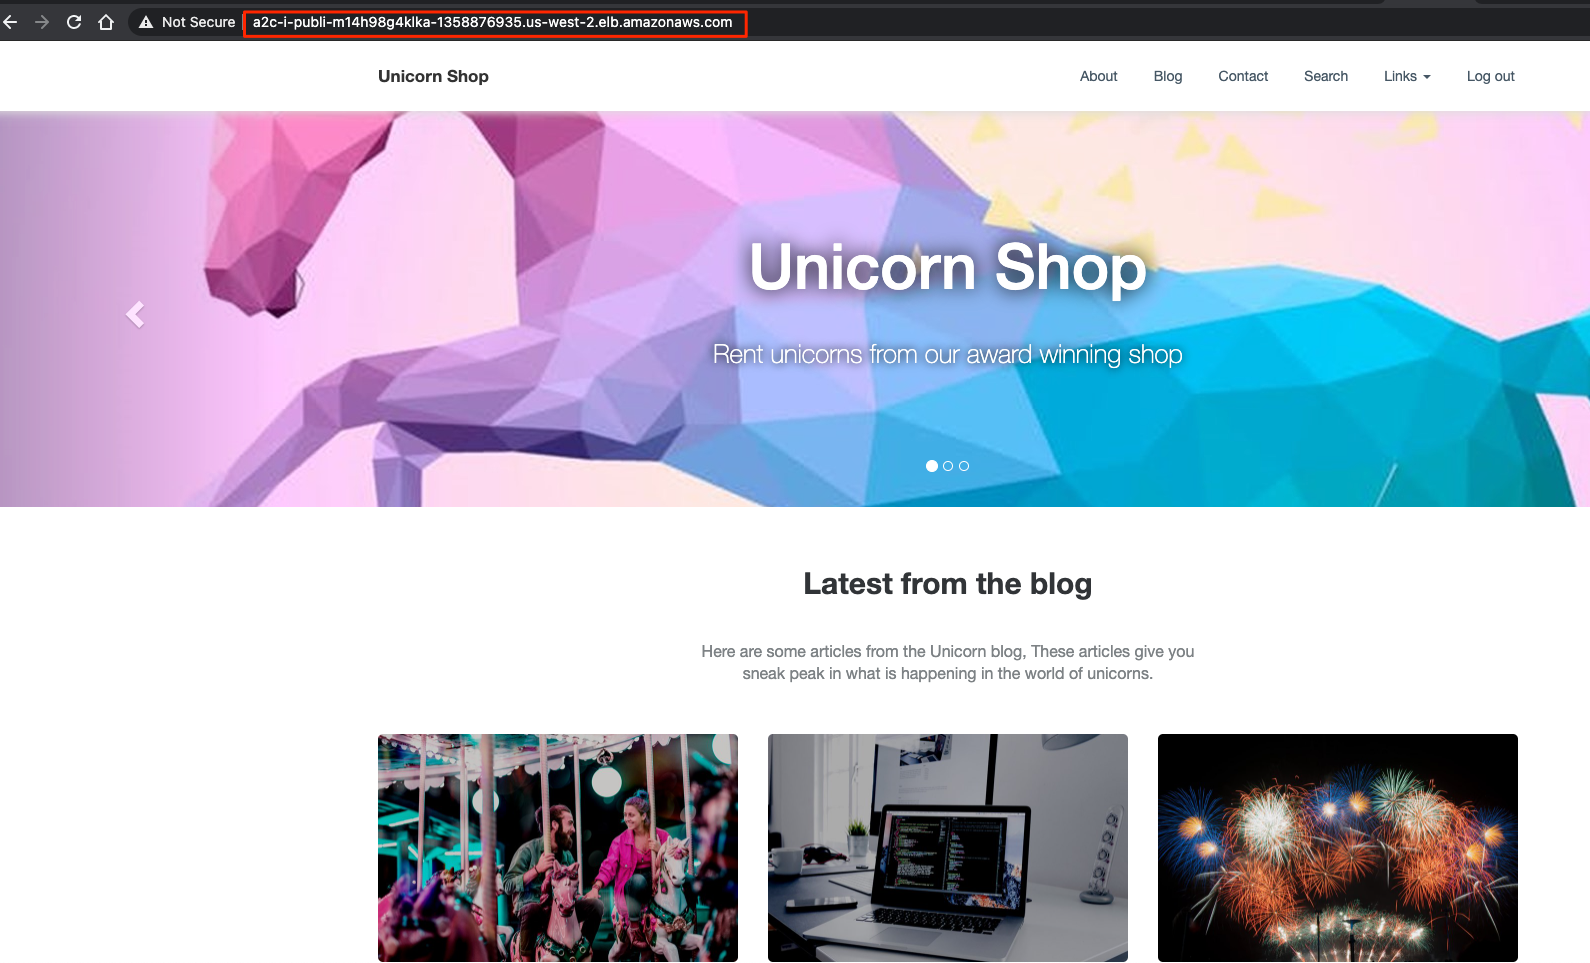 Not Secure
a2c-i-publi-m14h98g4klka-1358876935.us-west-2.elb.amazonaws.com
Unicorn Shop
About
Blog
Contact
Search
Links
Log out
Unicorn Shop
Rent unicorns from our award winning shop
Latest from the blog
Here are some articles from the Unicorn blog, These articles give you
sneak peak in what is happening in the world of unicorns.